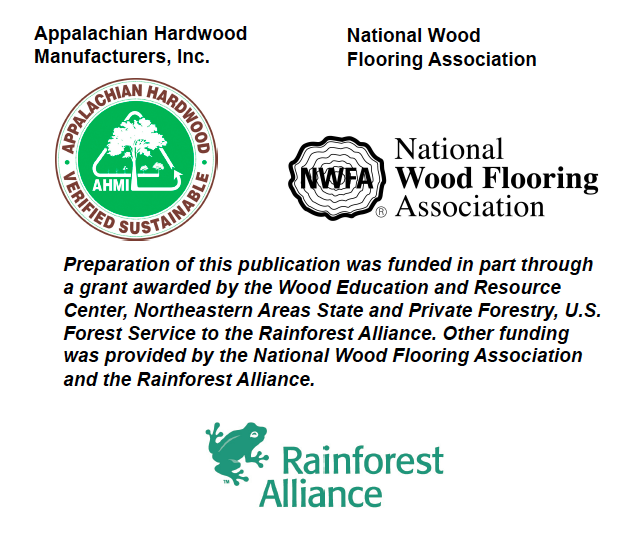 Appalachian Hardwood
Manufacturers, Inc.
National Wood
Flooring Association
APPALACHIAN HARDWOOD
AHMI
VERIFIED SUSTAINABLE
NWFA
®
National
Wood Flooring
Association
Preparation of this publication was funded in part through
a grant awarded by the Wood Education and Resource
Center, Northeastern Areas State and Private Forestry, U.S.
Forest Service to the Rainforest Alliance. Other funding
was provided by the National Wood Flooring Association
and the Rainforest Alliance.
Rainforest
™
Alliance